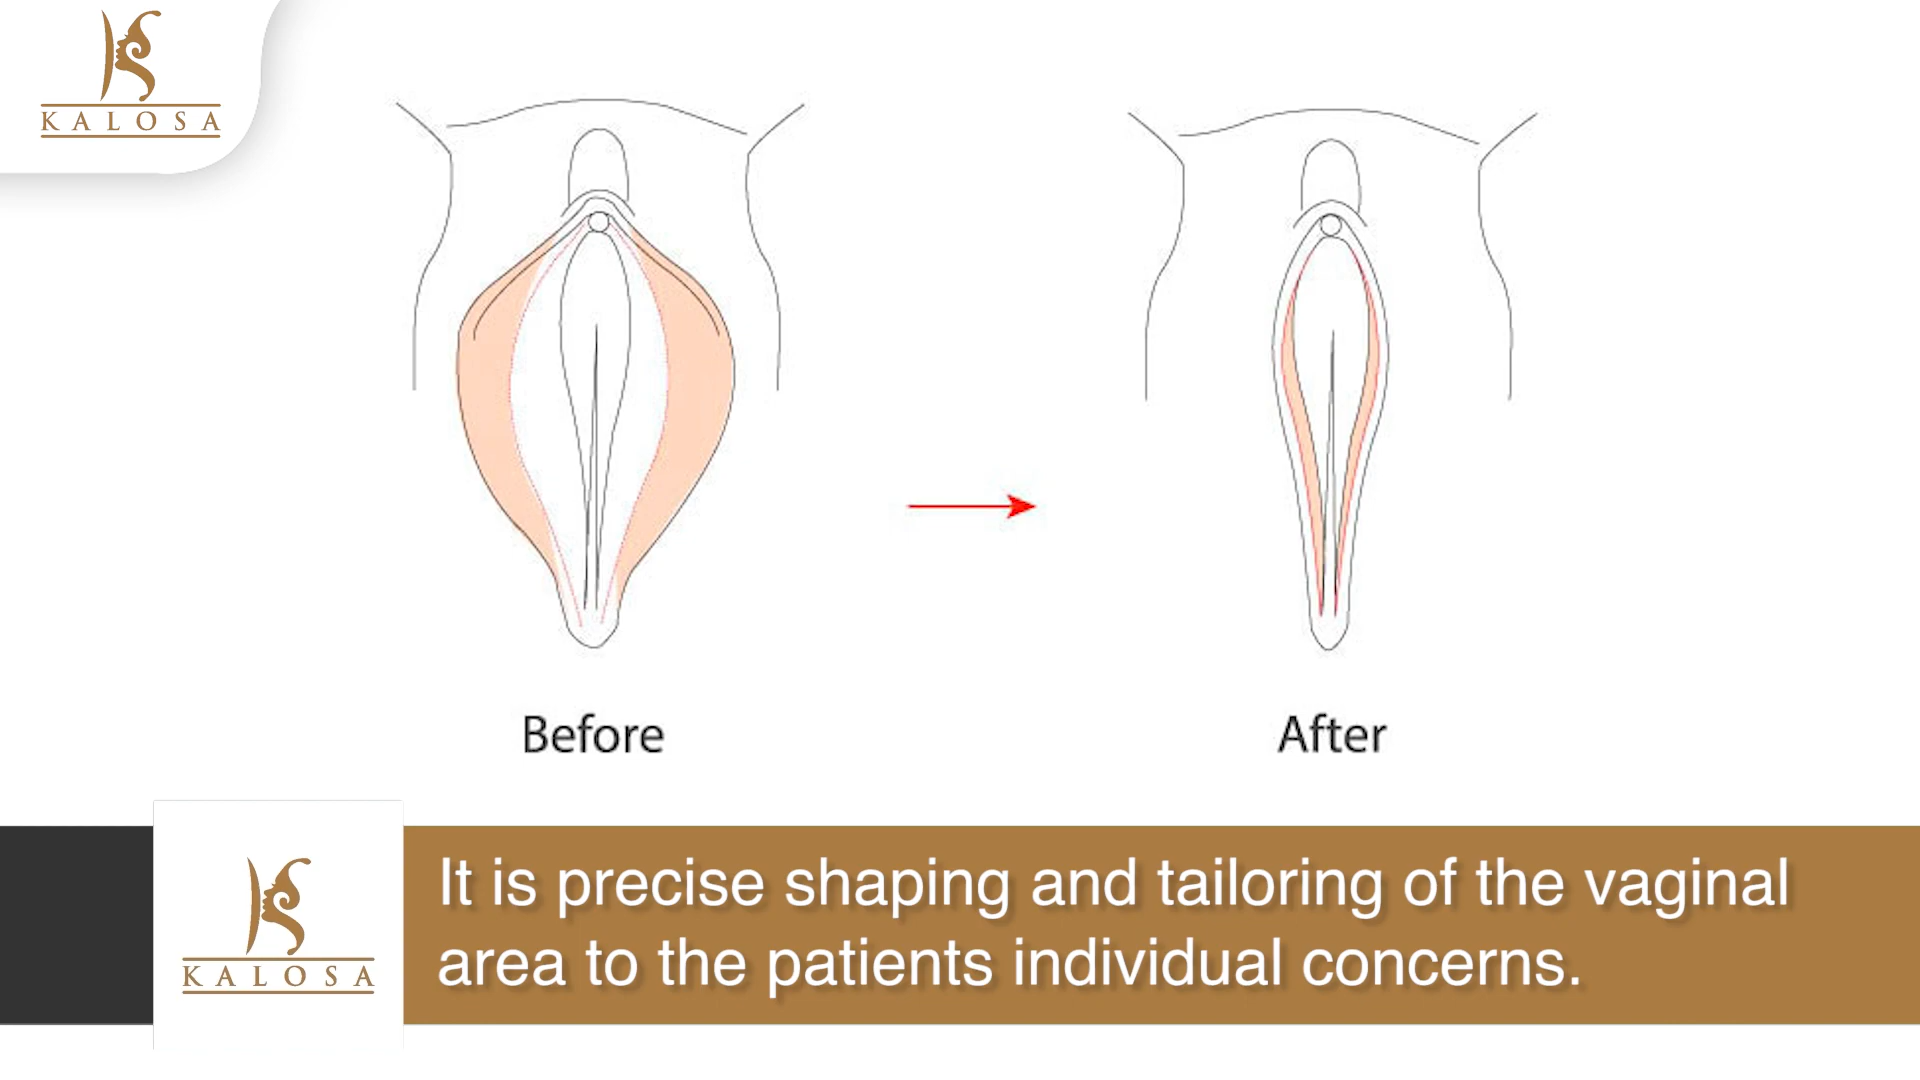 KALOSA
Before
After
KALOSA
It is precise shaping and tailoring of the vaginal
area to the patients individual concerns.